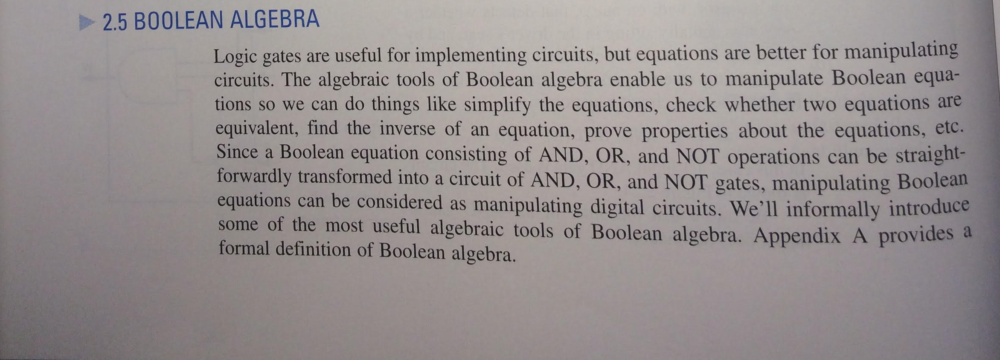 2.5 BOOLEAN ALGEBRA
Logic gates are useful for implementing circuits, but equations are better for manipulating
circuits. The algebraic tools of Boolean algebra enable us to manipulate Boolean equa-
tions so we can do things like simplify the equations, check whether two equations are
equivalent, find the inverse of an equation, prove properties about the equations, etc.
Since a Boolean equation consisting of AND, OR, and NOT operations can be straight-
forwardly transformed into a circuit of AND, OR, and NOT gates, manipulating Boolean
equations can be considered as manipulating digital circuits. We'll informally introduce
some of the most useful algebraic tools of Boolean algebra. Appendix A provides a
formal definition of Boolean algebra.